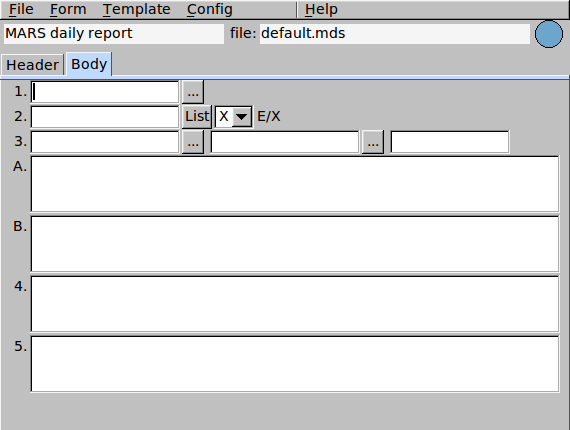 File Form Template Config Help
MARS daily report file: default.mds
Header Body
1. ...
2. List X E/X
3. ... ...
A.
B.
4.
5.